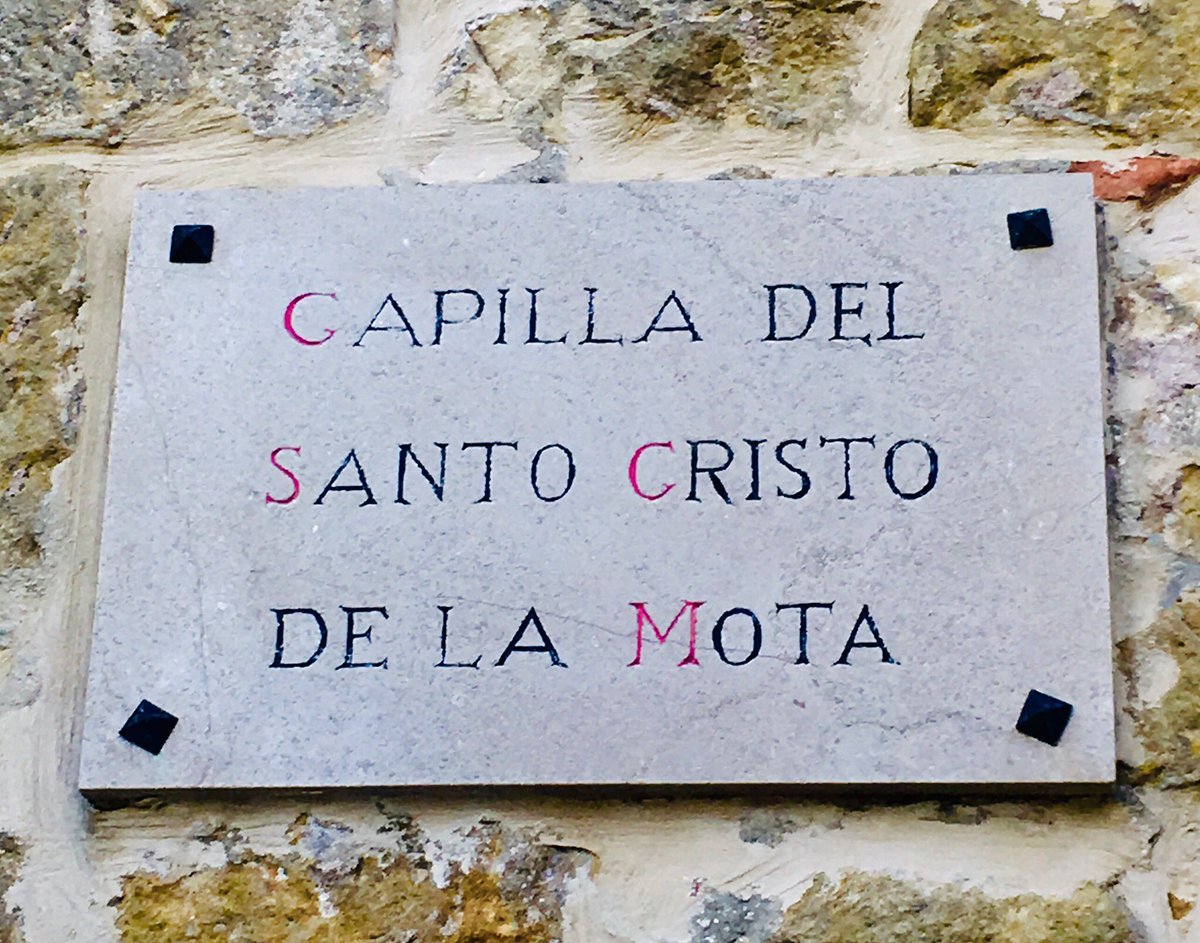 CAPILLA DEL
SANTO CRISTO
DE LA MOTA